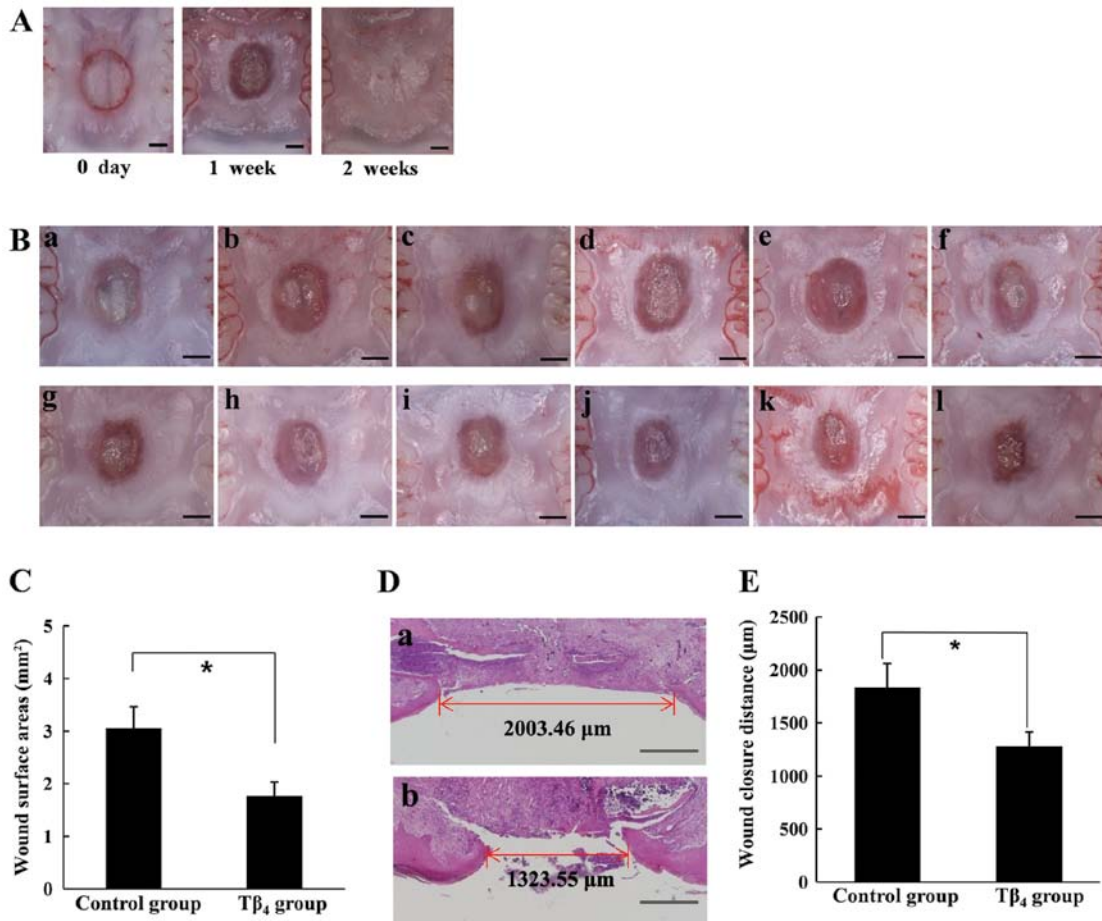 A
0 day
1 week
2 weeks
B
a
b
c
d
e
f
g
h
i
j
k
l
C
Wound surface areas (mm²)
5
4
3
2
1
0
*
Control group
Tβ₄ group
D
a
2003.46 µm
b
1323.55 µm
E
Wound closure distance (µm)
2500
2000
1500
1000
500
0
*
Control group
Tβ₄ group